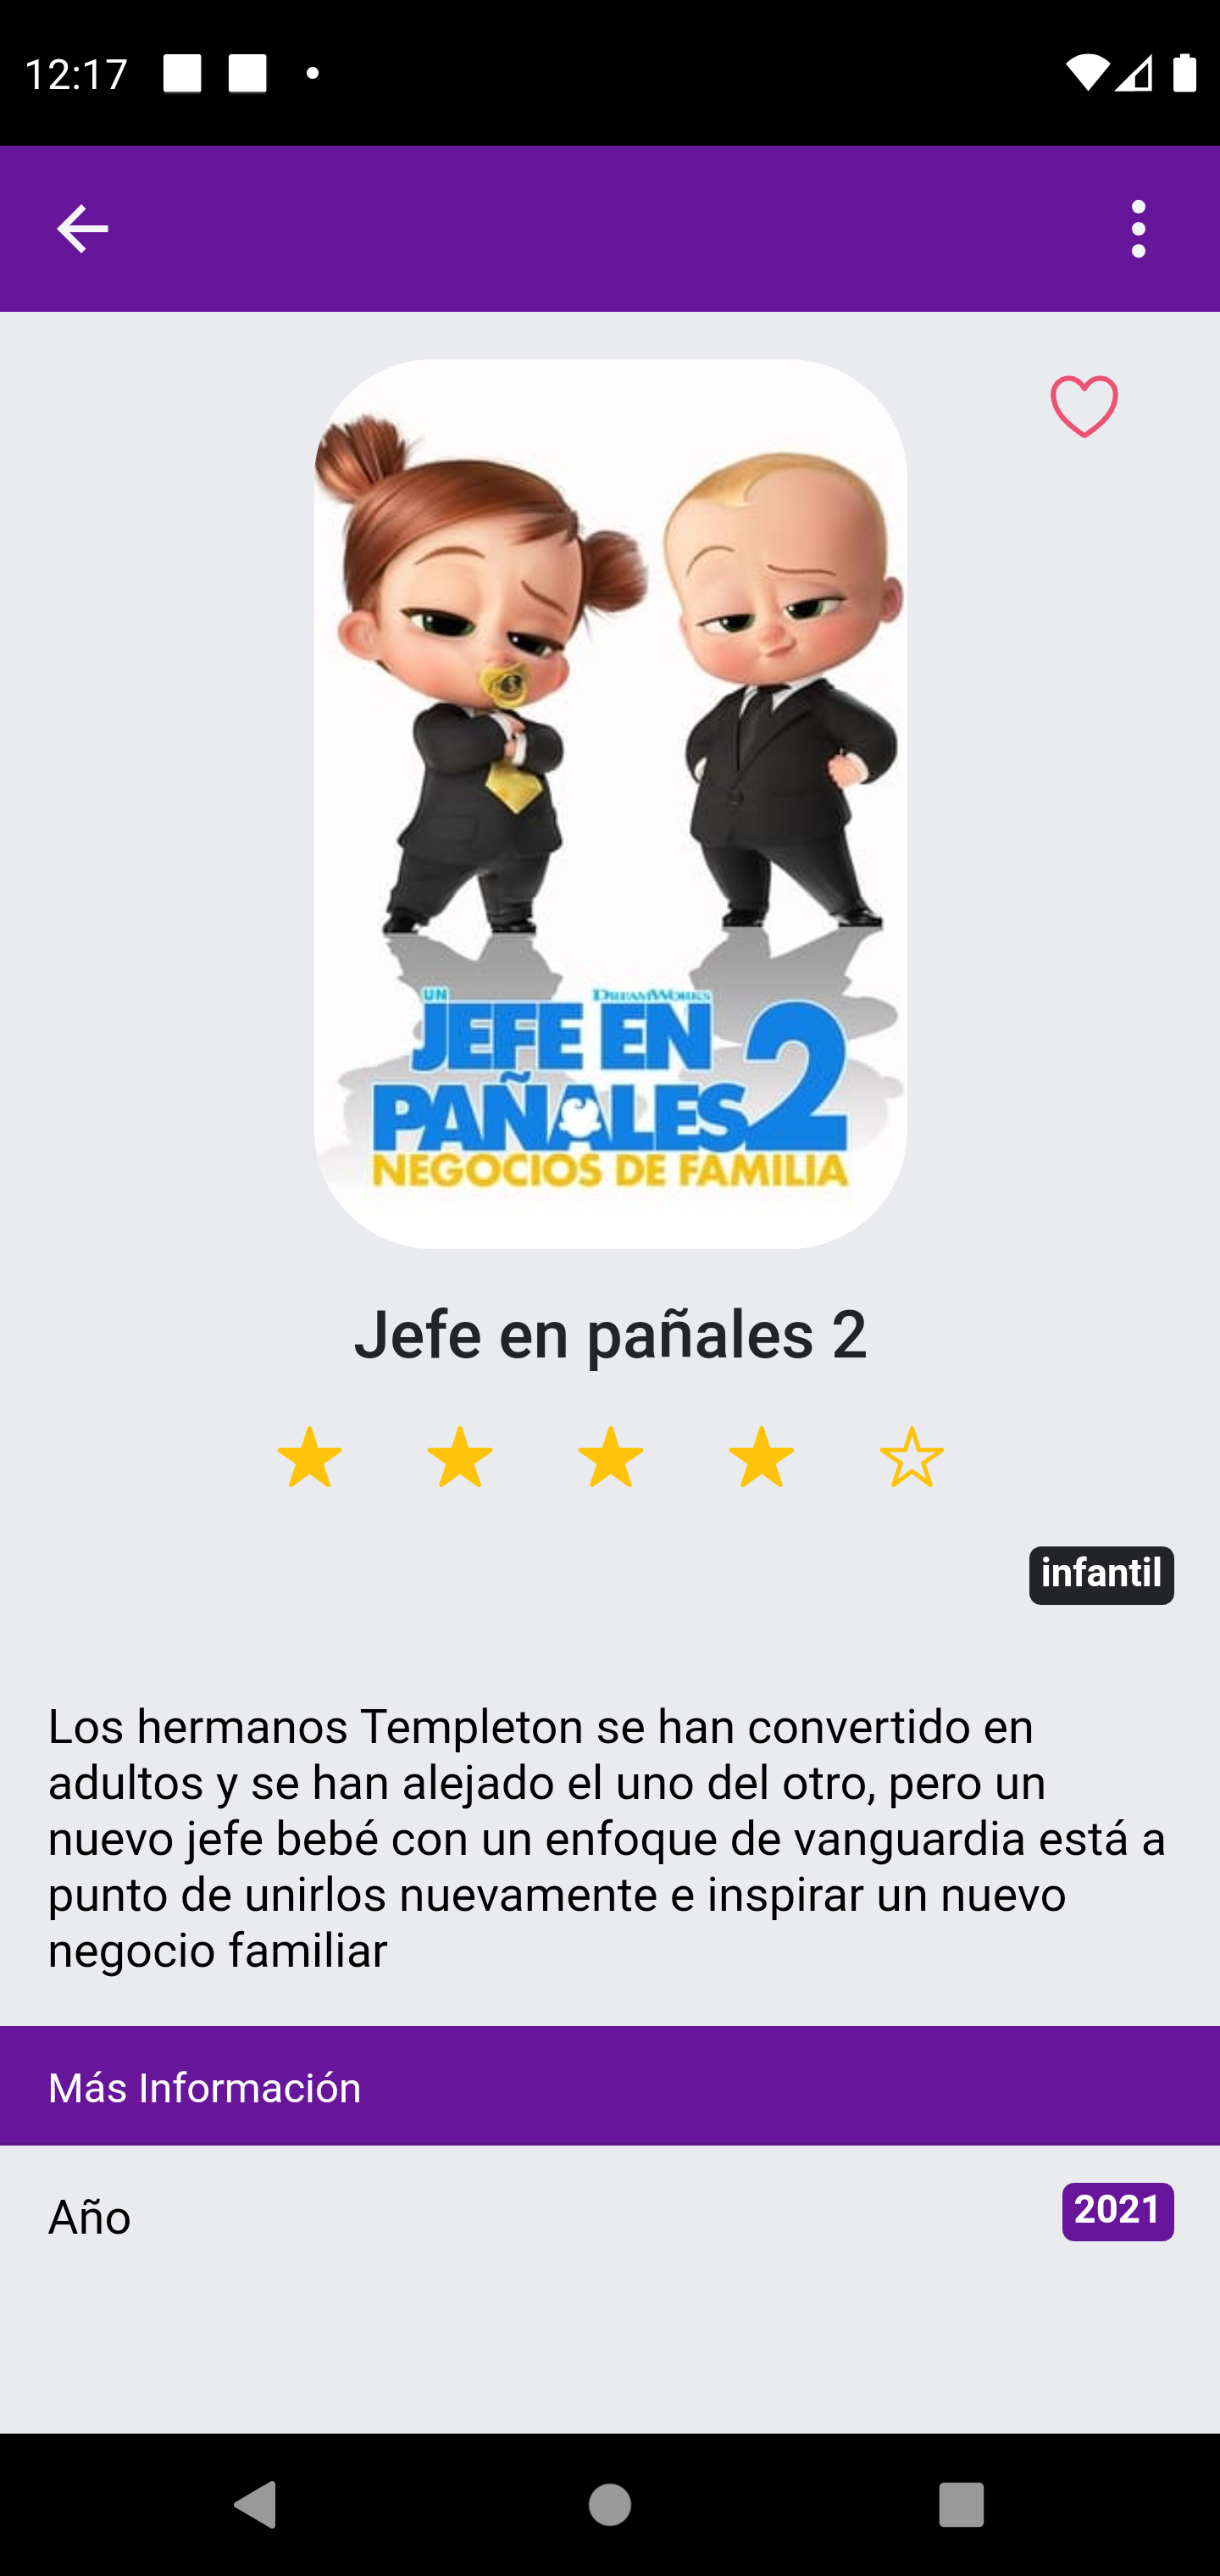 12:17
UN DREAMWORKS
JEFE EN
PAÑALES 2
NEGOCIOS DE FAMILIA
Jefe en pañales 2
infantil
Los hermanos Templeton se han convertido en
adultos y se han alejado el uno del otro, pero un
nuevo jefe bebé con un enfoque de vanguardia está a
punto de unirlos nuevamente e inspirar un nuevo
negocio familiar
Más Información
Año 2021